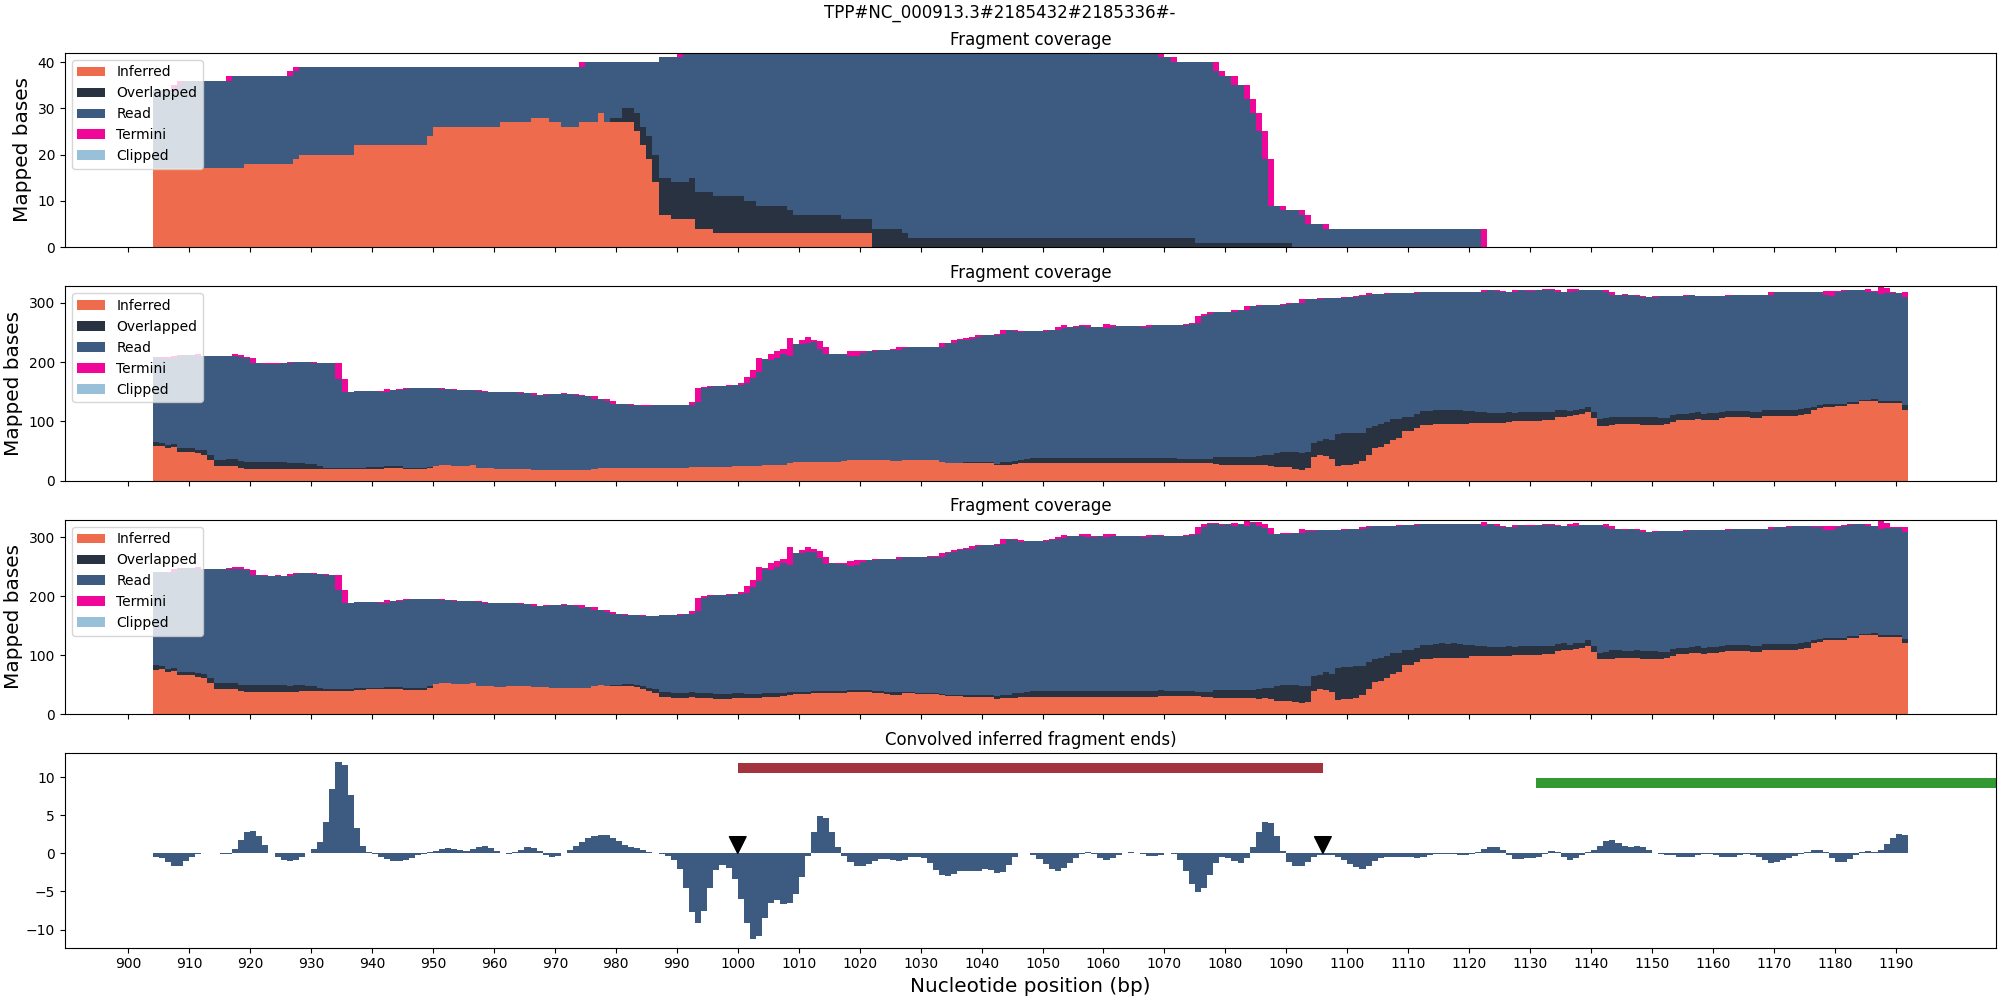 TPP#NC_000913.3#2185432#2185336#-
Fragment coverage
Mapped bases
40
30
20
10
0
Inferred
Overlapped
Read
Termini
Clipped
Fragment coverage
Mapped bases
300
200
100
0
Inferred
Overlapped
Read
Termini
Clipped
Fragment coverage
Mapped bases
300
200
100
0
Inferred
Overlapped
Read
Termini
Clipped
Convolved inferred fragment ends)
10
5
0
−5
−10
900 910 920 930 940 950 960 970 980 990 1000 1010 1020 1030 1040 1050 1060 1070 1080 1090 1100 1110 1120 1130 1140 1150 1160 1170 1180 1190
Nucleotide position (bp)